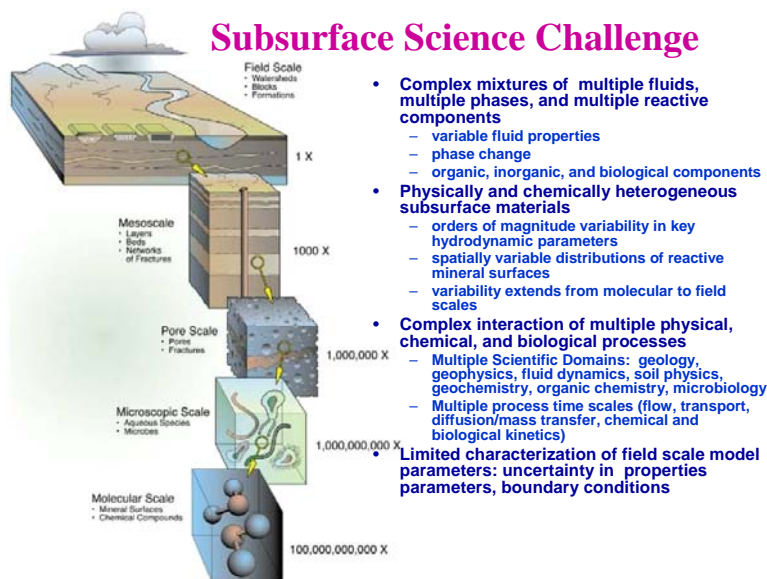 Subsurface Science Challenge
Field Scale
• Watersheds
• Blocks
• Formations
1 X
Mesoscale
• Layers
• Beds
• Networks
of Fractures
1000 X
Pore Scale
• Pores
• Fractures
1,000,000 X
Microscopic Scale
• Aqueous Species
• Microbes
1,000,000,000 X
Molecular Scale
• Mineral Surfaces
• Chemical Compounds
100,000,000,000 X
• Complex mixtures of multiple fluids,
multiple phases, and multiple reactive
components
– variable fluid properties
– phase change
– organic, inorganic, and biological components
• Physically and chemically heterogeneous
subsurface materials
– orders of magnitude variability in key
hydrodynamic parameters
– spatially variable distributions of reactive
mineral surfaces
– variability extends from molecular to field
scales
• Complex interaction of multiple physical,
chemical, and biological processes
– Multiple Scientific Domains: geology,
geophysics, fluid dynamics, soil physics,
geochemistry, organic chemistry, microbiology
– Multiple process time scales (flow, transport,
diffusion/mass transfer, chemical and
biological kinetics)
• Limited characterization of field scale model
parameters: uncertainty in properties
parameters, boundary conditions